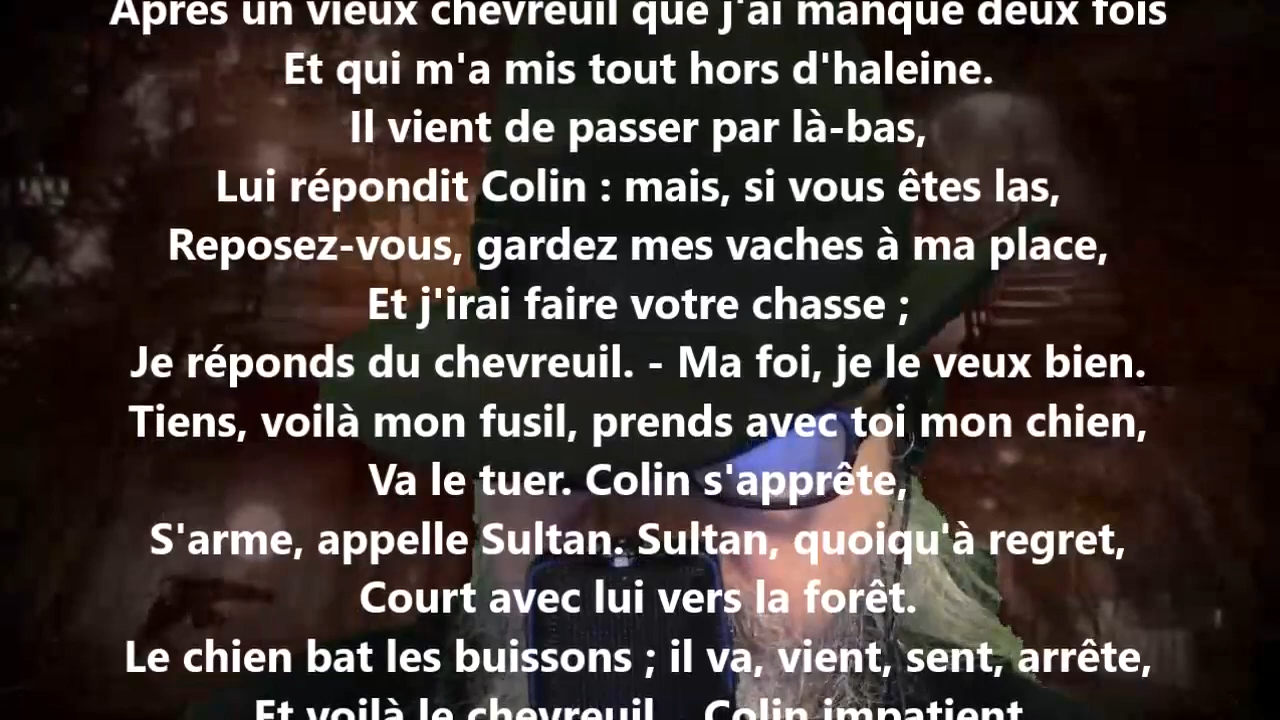 Après un vieux chevreuil que j'ai manqué deux fois
Et qui m'a mis tout hors d'haleine.
Il vient de passer par là-bas,
Lui répondit Colin : mais, si vous êtes las,
Reposez-vous, gardez mes vaches à ma place,
Et j'irai faire votre chasse ;
Je réponds du chevreuil. - Ma foi, je le veux bien.
Tiens, voilà mon fusil, prends avec toi mon chien,
Va le tuer. Colin s'apprête,
S'arme, appelle Sultan. Sultan, quoiqu'à regret,
Court avec lui vers la forêt.
Le chien bat les buissons ; il va, vient, sent, arrête,
Et voilà le chevreuil... Colin impatient